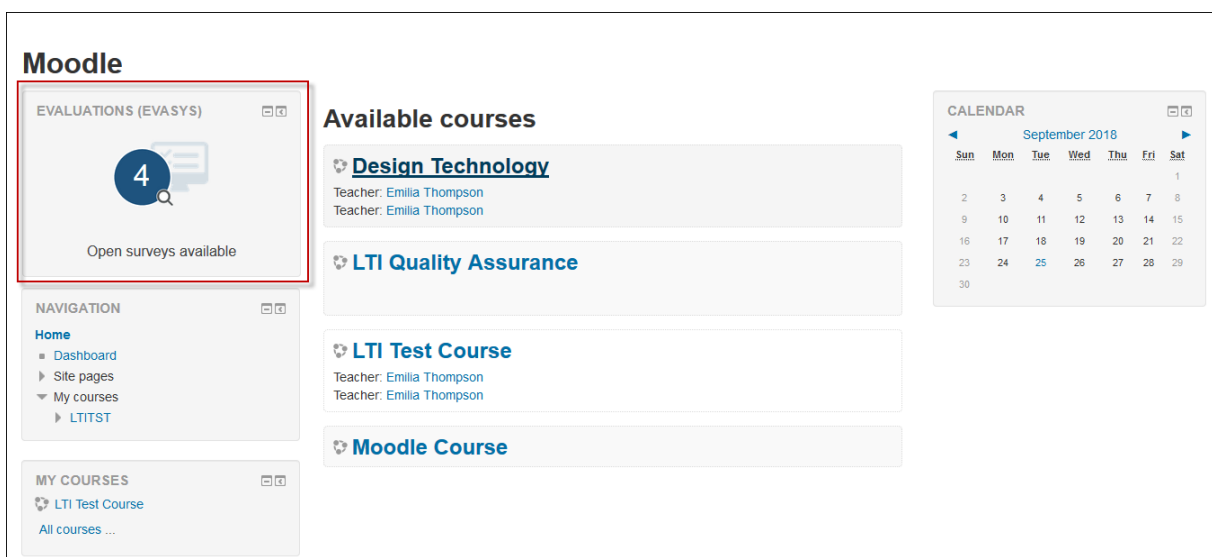 Moodle
EVALUATIONS (EVASYS)
4
Open surveys available
NAVIGATION
Home
Dashboard
Site pages
My courses
LTITST
MY COURSES
LTI Test Course
All courses ...
Available courses
Design Technology
Teacher: Emilia Thompson
Teacher: Emilia Thompson
LTI Quality Assurance
LTI Test Course
Teacher: Emilia Thompson
Teacher: Emilia Thompson
Moodle Course
CALENDAR
September 2018
Sun Mon Tue Wed Thu Fri Sat
1
2 3 4 5 6 7 8
9 10 11 12 13 14 15
16 17 18 19 20 21 22
23 24 25 26 27 28 29
30